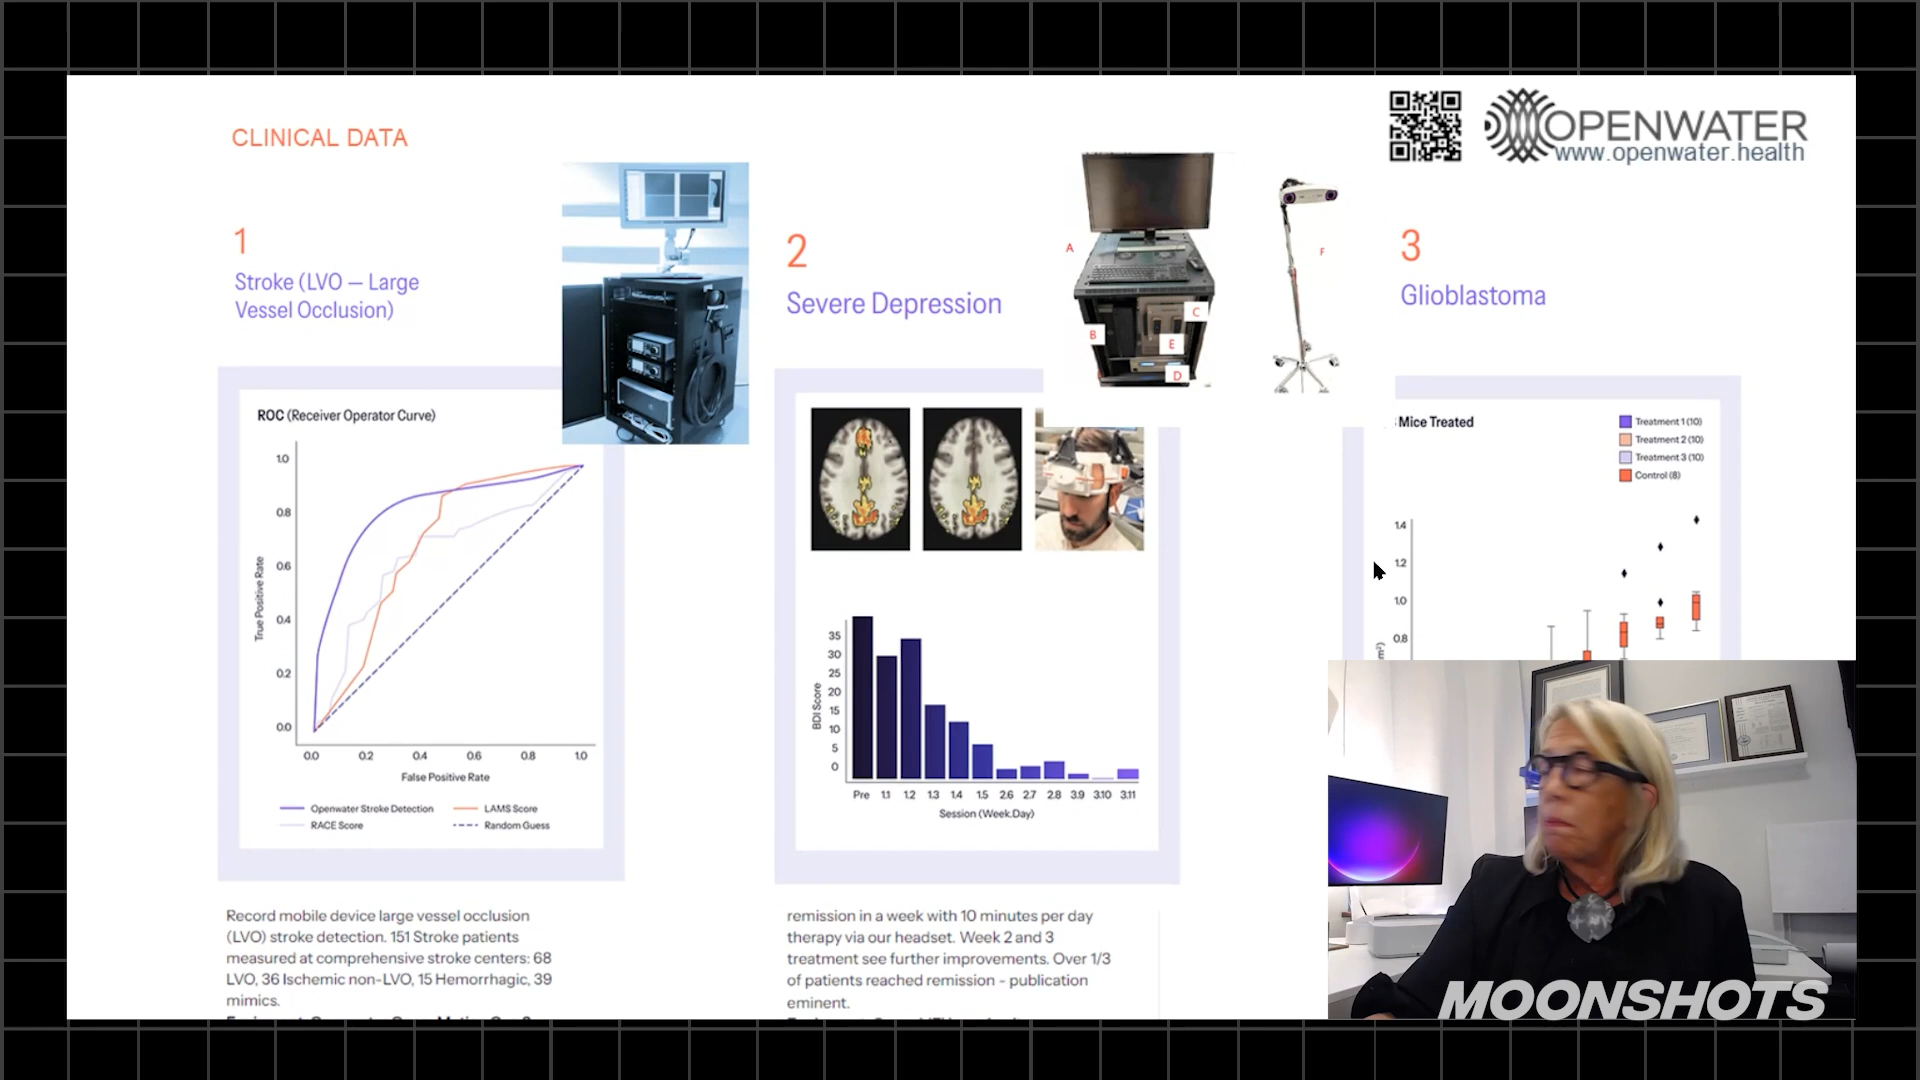 CLINICAL DATA
OPENWATER
www.openwater.health
1
Stroke (LVO — Large
Vessel Occlusion)
ROC (Receiver Operator Curve)
1.0
0.8
0.6
0.4
0.2
0.0
True Positive Rate
0.0 0.2 0.4 0.6 0.8 1.0
False Positive Rate
Openwater Stroke Detection
LAMS Score
RACE Score
Random Guess
Record mobile device large vessel occlusion
(LVO) stroke detection. 151 Stroke patients
measured at comprehensive stroke centers: 68
LVO, 36 Ischemic non-LVO, 15 Hemorrhagic, 39
mimics.
2
Severe Depression
A
B
C
E
D
F
35
30
25
20
15
10
5
0
BDI Score
Pre 1.1 1.2 1.3 1.4 1.5 2.6 2.7 2.8 3.9 3.10 3.11
Session (Week.Day)
remission in a week with 10 minutes per day
therapy via our headset. Week 2 and 3
treatment see further improvements. Over 1/3
of patients reached remission - publication
eminent.
3
Glioblastoma
Mice Treated
Treatment 1 (10)
Treatment 2 (10)
Treatment 3 (10)
Control (8)
1.4
1.2
1.0
0.8
MOONSHOTS